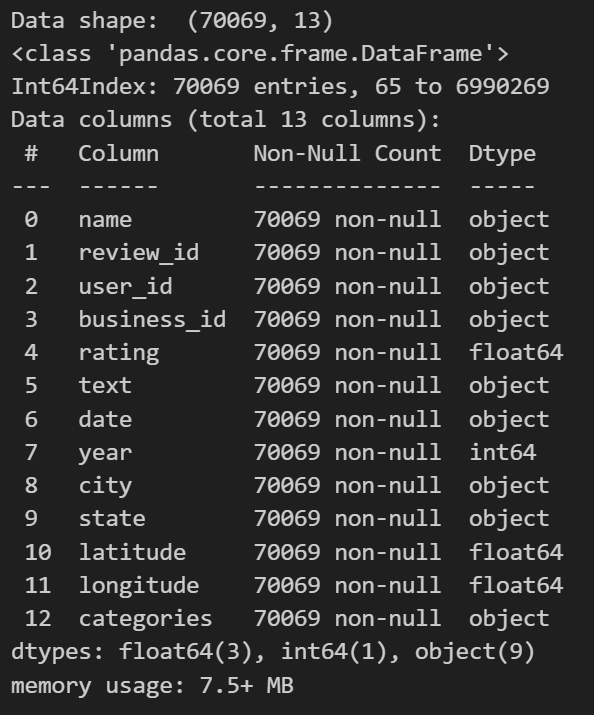 Data shape:  (70069, 13)
<class 'pandas.core.frame.DataFrame'>
Int64Index: 70069 entries, 65 to 6990269
Data columns (total 13 columns):
 #   Column       Non-Null Count  Dtype
---  ------       --------------  -----
 0   name         70069 non-null  object
 1   review_id    70069 non-null  object
 2   user_id      70069 non-null  object
 3   business_id  70069 non-null  object
 4   rating       70069 non-null  float64
 5   text         70069 non-null  object
 6   date         70069 non-null  object
 7   year         70069 non-null  int64
 8   city         70069 non-null  object
 9   state        70069 non-null  object
 10  latitude     70069 non-null  float64
 11  longitude    70069 non-null  float64
 12  categories   70069 non-null  object
dtypes: float64(3), int64(1), object(9)
memory usage: 7.5+ MB